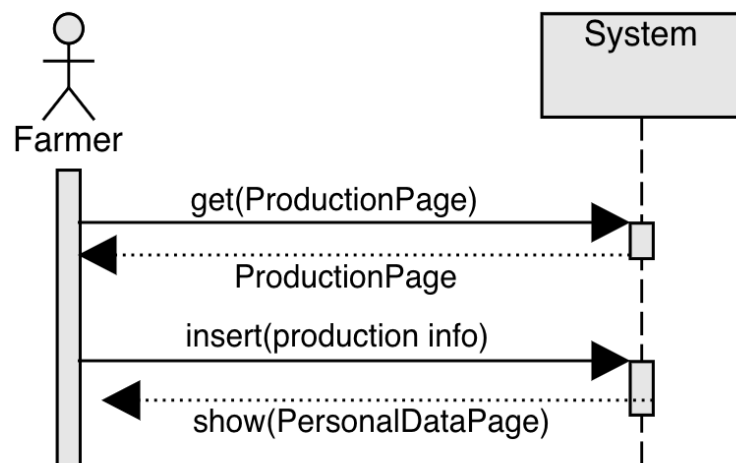 System
Farmer
get(ProductionPage)
ProductionPage
insert(production info)
show(PersonalDataPage)